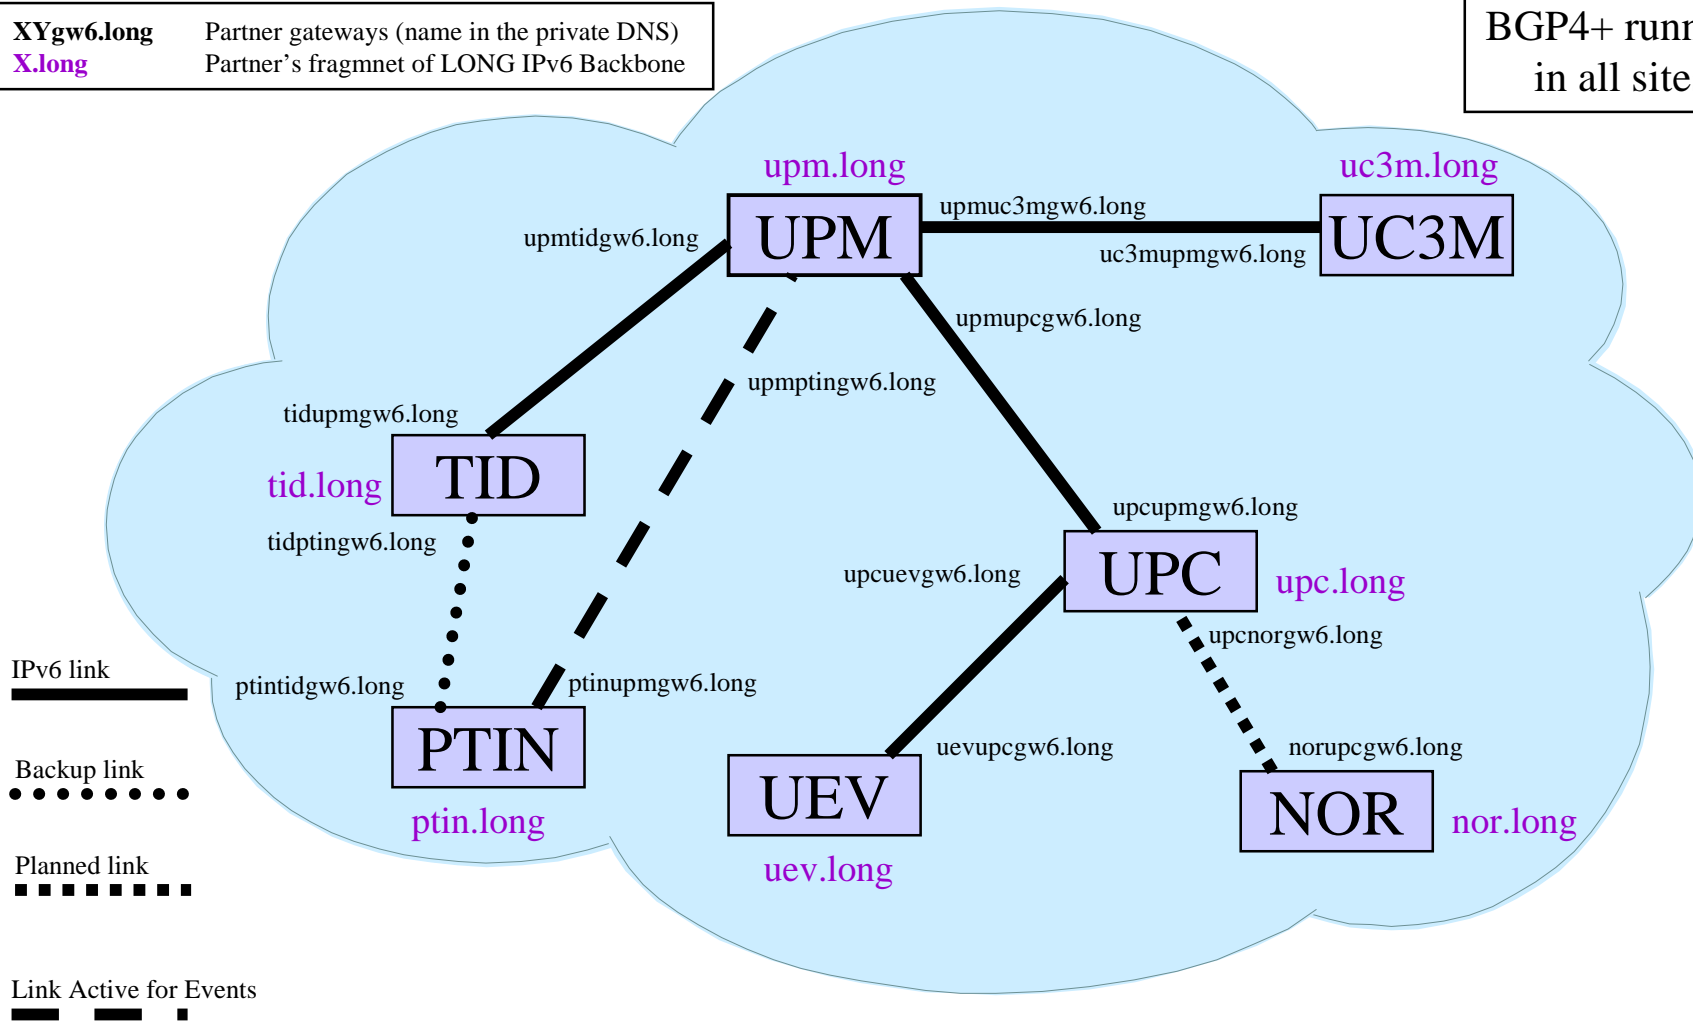 XYgw6.long Partner gateways (name in the private DNS)
X.long Partner's fragmnet of LONG IPv6 Backbone
BGP4+
in all site
upm.long
uc3m.long
UPM
upmuc3mgw6.long
UC3M
upmtidgw6.long
uc3mupmgw6.long
upmupcgw6.long
upmptingw6.long
tidupmgw6.long
TID
tid.long
upcupmgw6.long
tidptingw6.long
UPC
upcuevgw6.long
upc.long
upcnorgw6.long
IPv6 link
ptintidgw6.long
ptinupmgw6.long
PTIN
uevupcgw6.long
norupcgw6.long
Backup link
UEV
NOR
ptin.long
nor.long
Planned link
uev.long
Link Active for Events